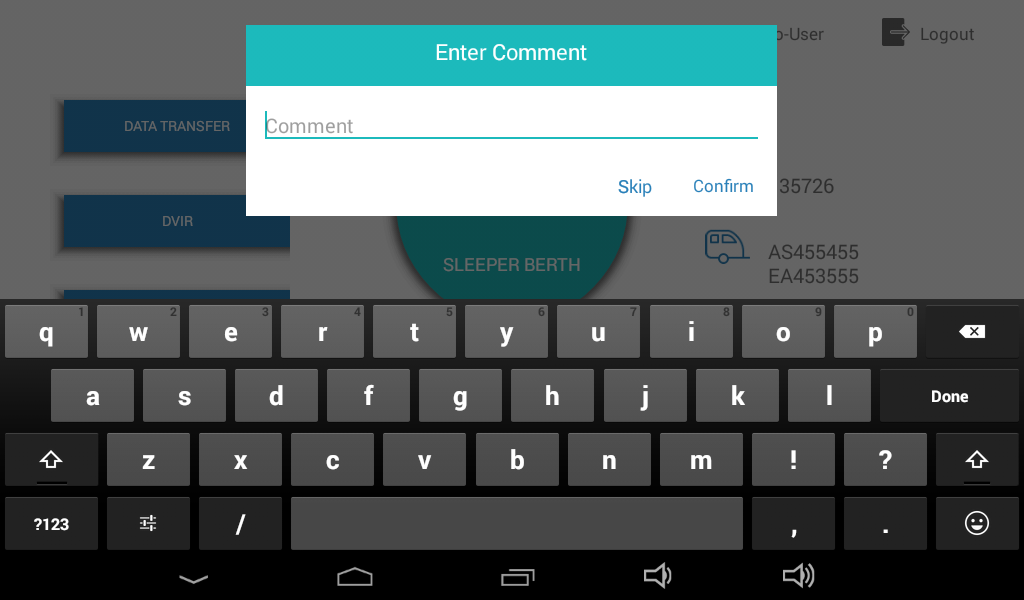 Enter Comment
o-User
Logout
Comment
DATA TRANSFER
Skip
Confirm
35726
DVIR
AS455455
EA453555
SLEEPER BERTH
1 2 3 4 5 6 7 8 9 0
q w e r t y u i o p
a s d f g h j k l Done
z x c v b n m ! ?
?123 / , .